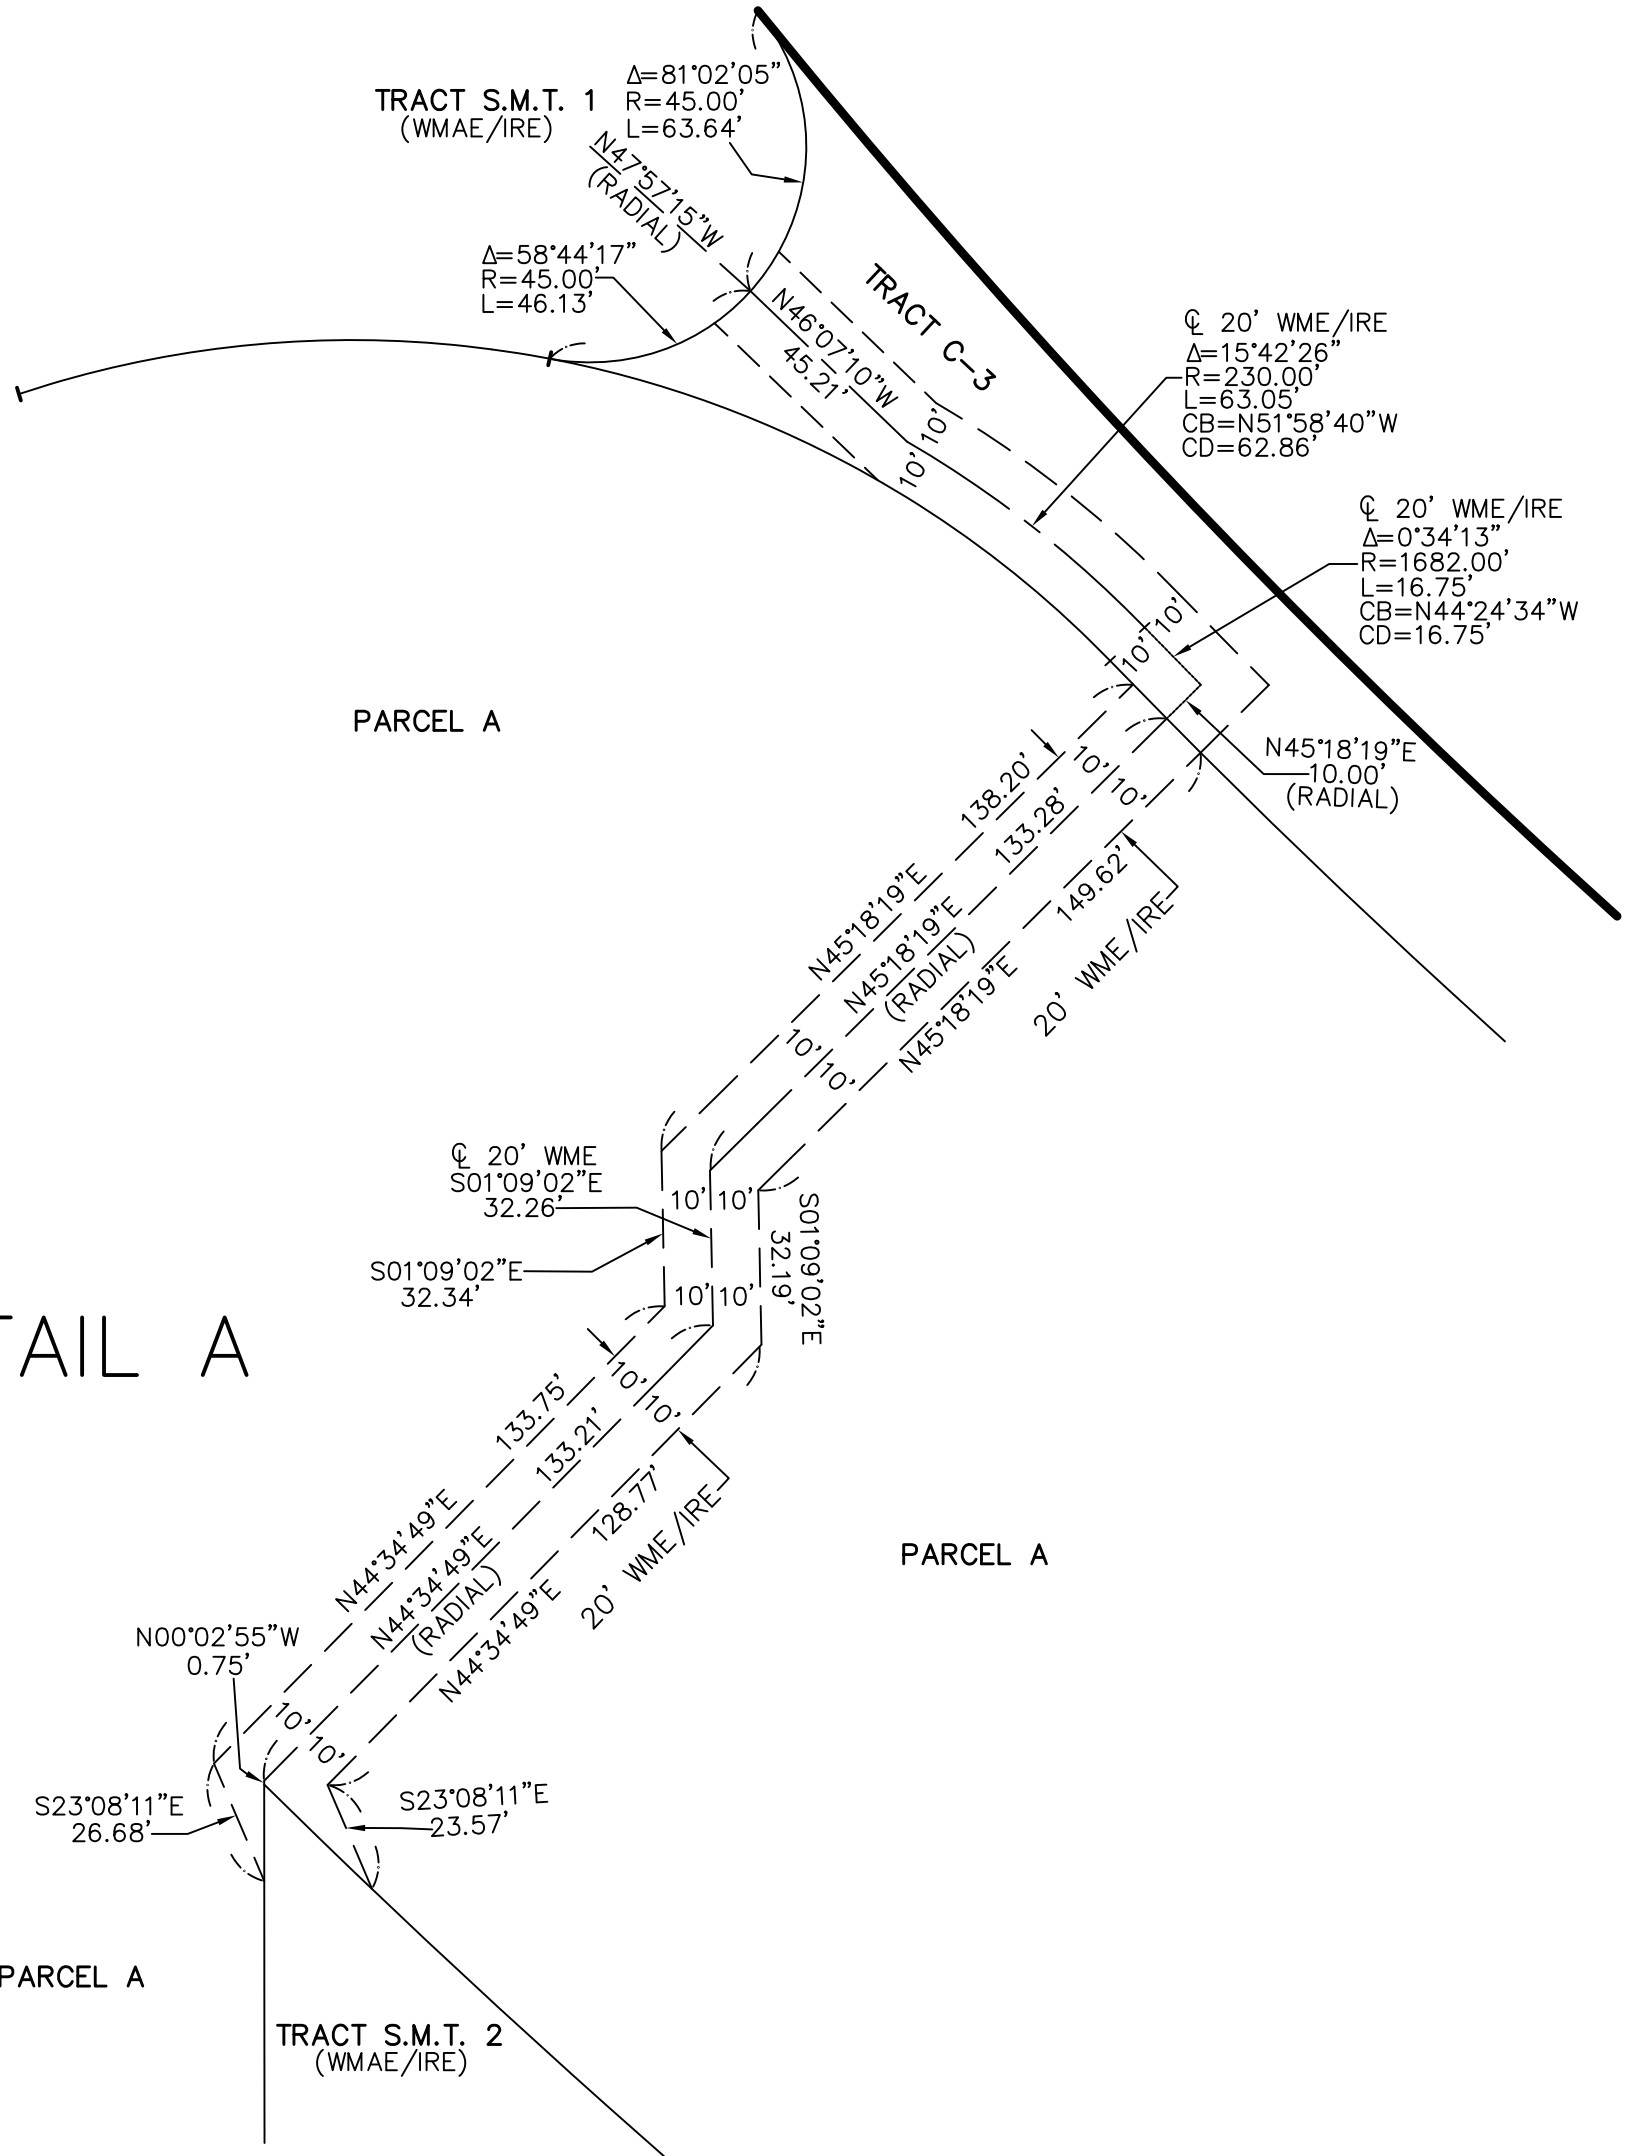 TRACT S.M.T. 1
(WMAE/IRE)
Δ=81°02'05"
R=45.00'
L=63.64'
N47°57'15"W
(RADIAL)
Δ=58°44'17"
R=45.00'
L=46.13'
N46°07'10"W
45.21'
TRACT C-3
10'
10'
℄ 20' WME/IRE
Δ=15°42'26"
R=230.00'
L=63.05'
CB=N51°58'40"W
CD=62.86'
℄ 20' WME/IRE
Δ=0°34'13"
R=1682.00'
L=16.75'
CB=N44°24'34"W
CD=16.75'
10'
10'
PARCEL A
N45°18'19"E
10.00'
(RADIAL)
10'
10'
N45°18'19"E
138.20'
N45°18'19"E
133.28'
(RADIAL)
N45°18'19"E
149.62'
20' WME/IRE
10'
10'
℄ 20' WME
S01°09'02"E
32.26'
10'
10'
S01°09'02"E
32.19'
S01°09'02"E
32.34'
10'
10'
TAIL A
10'
10'
N44°34'49"E
133.75'
N44°34'49"E
133.21'
(RADIAL)
N44°34'49"E
128.77'
20' WME/IRE
PARCEL A
N00°02'55"W
0.75'
10'
10'
S23°08'11"E
26.68'
S23°08'11"E
23.57'
PARCEL A
TRACT S.M.T. 2
(WMAE/IRE)